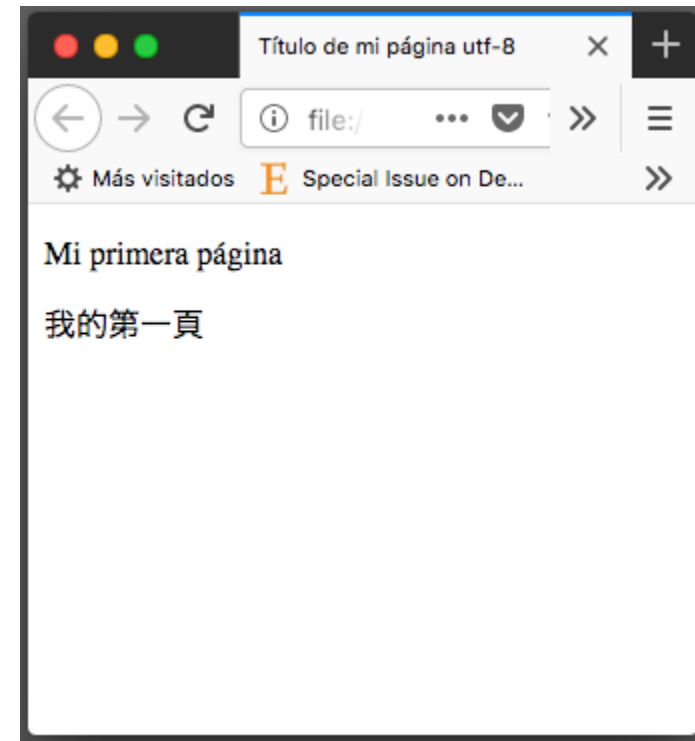 Título de mi página utf-8
file:/
Más visitados E Special Issue on De...
Mi primera página
我的第一頁